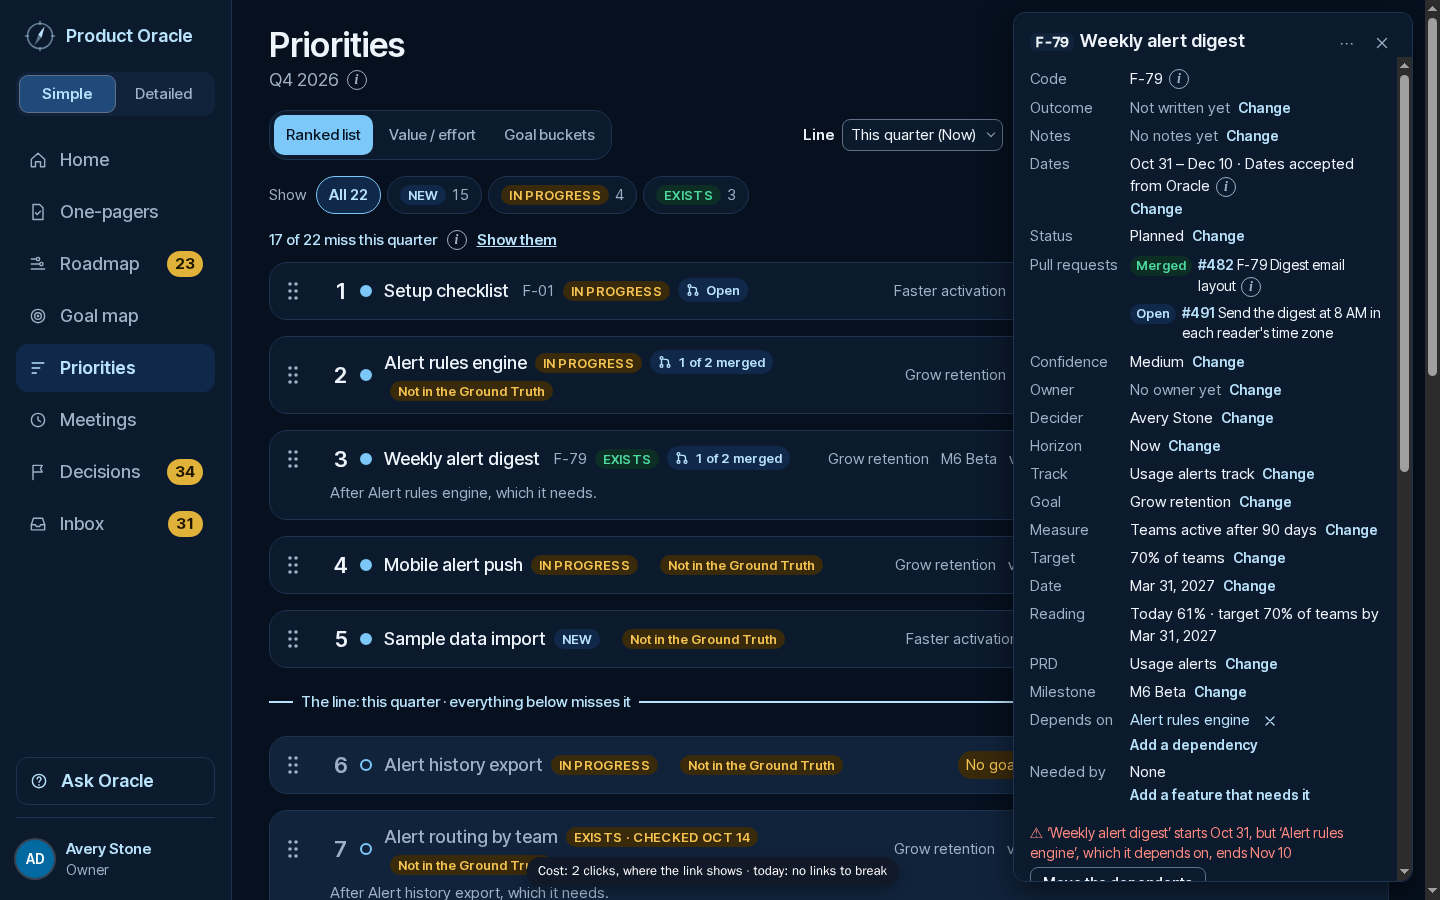 Product Oracle
Simple
Detailed
Home
One-pagers
Roadmap 23
Goal map
Priorities
Meetings
Decisions 34
Inbox 31
Ask Oracle
AD
Avery Stone
Owner
Priorities
Q4 2026 i
Ranked list
Value / effort
Goal buckets
Line This quarter (Now)
Show All 22 NEW 15 IN PROGRESS 4 EXISTS 3
17 of 22 miss this quarter i Show them
1 Setup checklist F-01 IN PROGRESS Open Faster activation
2 Alert rules engine IN PROGRESS 1 of 2 merged Grow retention
Not in the Ground Truth
3 Weekly alert digest F-79 EXISTS 1 of 2 merged Grow retention M6 Beta
After Alert rules engine, which it needs.
4 Mobile alert push IN PROGRESS Not in the Ground Truth Grow retention
5 Sample data import NEW Not in the Ground Truth Faster activation
The line: this quarter · everything below misses it
6 Alert history export IN PROGRESS Not in the Ground Truth No goa
7 Alert routing by team EXISTS · CHECKED OCT 14 Grow retention
Not in the Ground Tru
After Alert history export, which it needs.
Cost: 2 clicks, where the link shows · today: no links to break
F-79 Weekly alert digest ···
Code F-79 i
Outcome Not written yet Change
Notes No notes yet Change
Dates Oct 31 – Dec 10 · Dates accepted
from Oracle i
Change
Status Planned Change
Pull requests Merged #482 F-79 Digest email
layout i
Open #491 Send the digest at 8 AM in
each reader's time zone
Confidence Medium Change
Owner No owner yet Change
Decider Avery Stone Change
Horizon Now Change
Track Usage alerts track Change
Goal Grow retention Change
Measure Teams active after 90 days Change
Target 70% of teams Change
Date Mar 31, 2027 Change
Reading Today 61% · target 70% of teams by
Mar 31, 2027
PRD Usage alerts Change
Milestone M6 Beta Change
Depends on Alert rules engine ×
Add a dependency
Needed by None
Add a feature that needs it
⚠ ‘Weekly alert digest’ starts Oct 31, but ‘Alert rules
engine’, which it depends on, ends Nov 10
Move the dependents